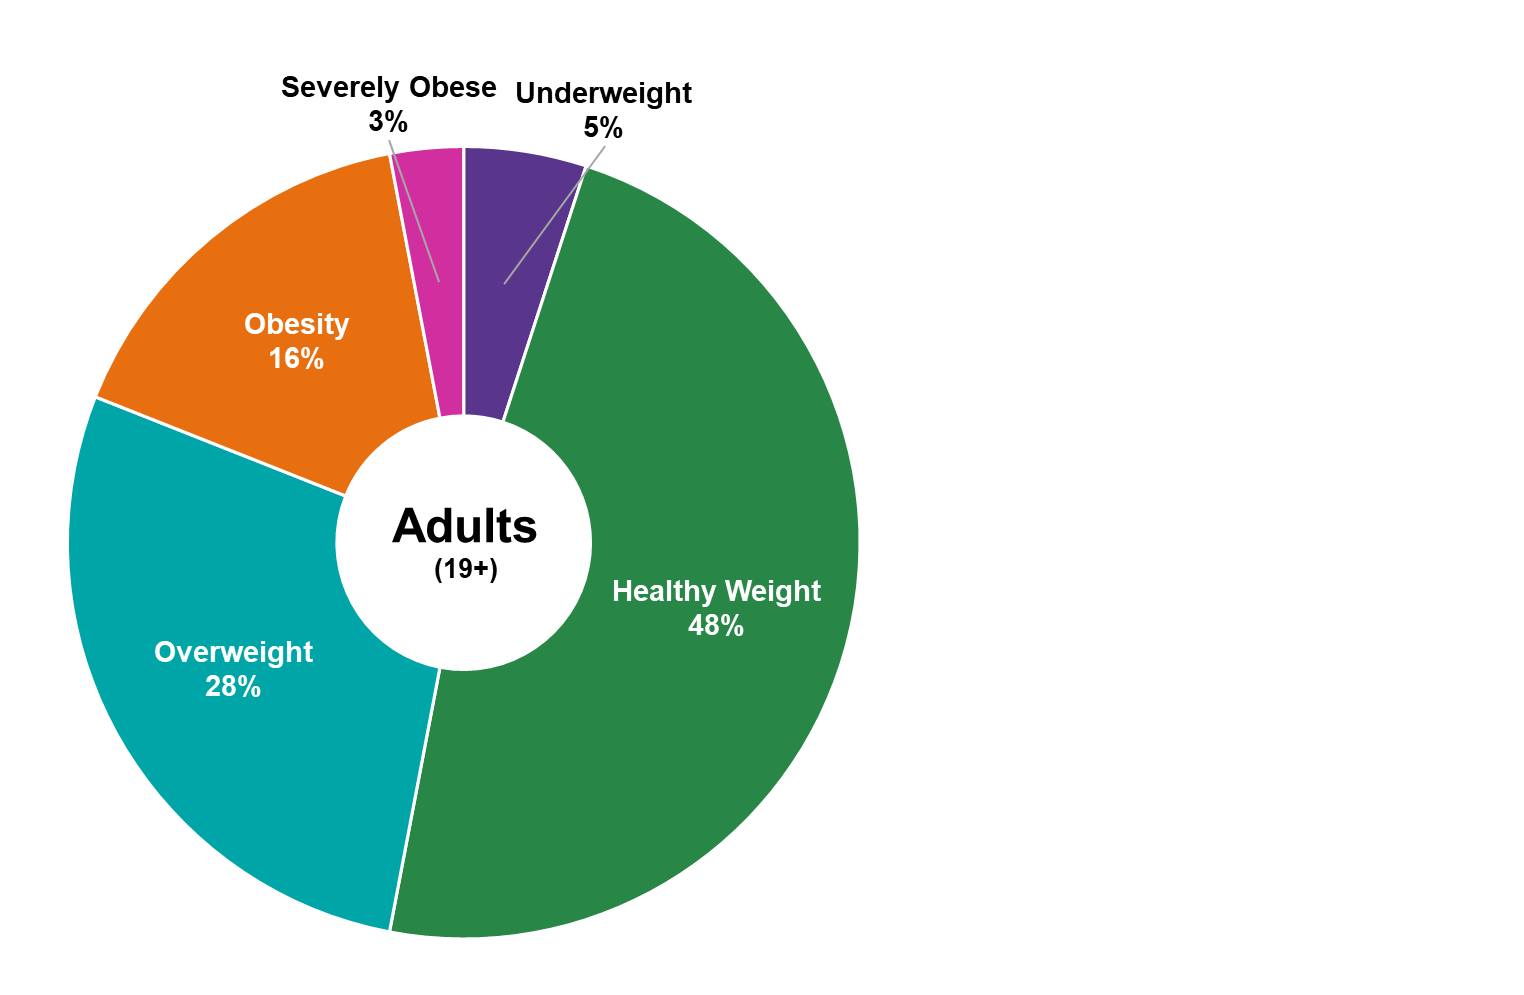 Severely Obese
3%
Underweight
5%
Obesity
16%
Adults
(19+)
Healthy Weight
48%
Overweight
28%